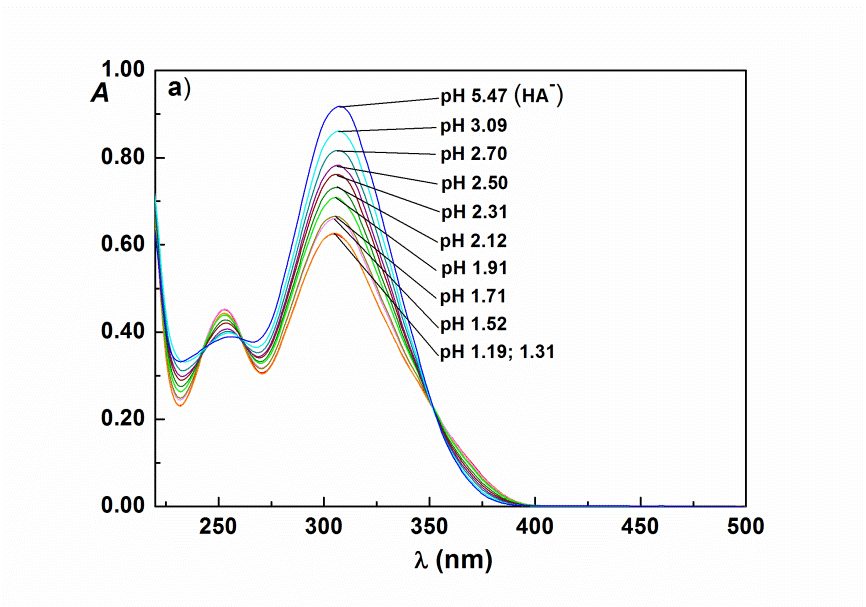 1.00
A
a)
pH 5.47 (HA⁻)
pH 3.09
0.80
pH 2.70
pH 2.50
pH 2.31
0.60
pH 2.12
pH 1.91
pH 1.71
0.40
pH 1.52
pH 1.19; 1.31
0.20
0.00
250 300 350 400 450 500
λ (nm)